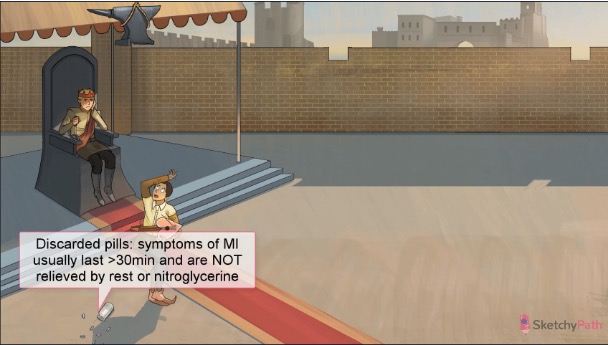 Discarded pills: symptoms of MI
usually last >30min and are NOT
relieved by rest or nitroglycerine
SketchyPath